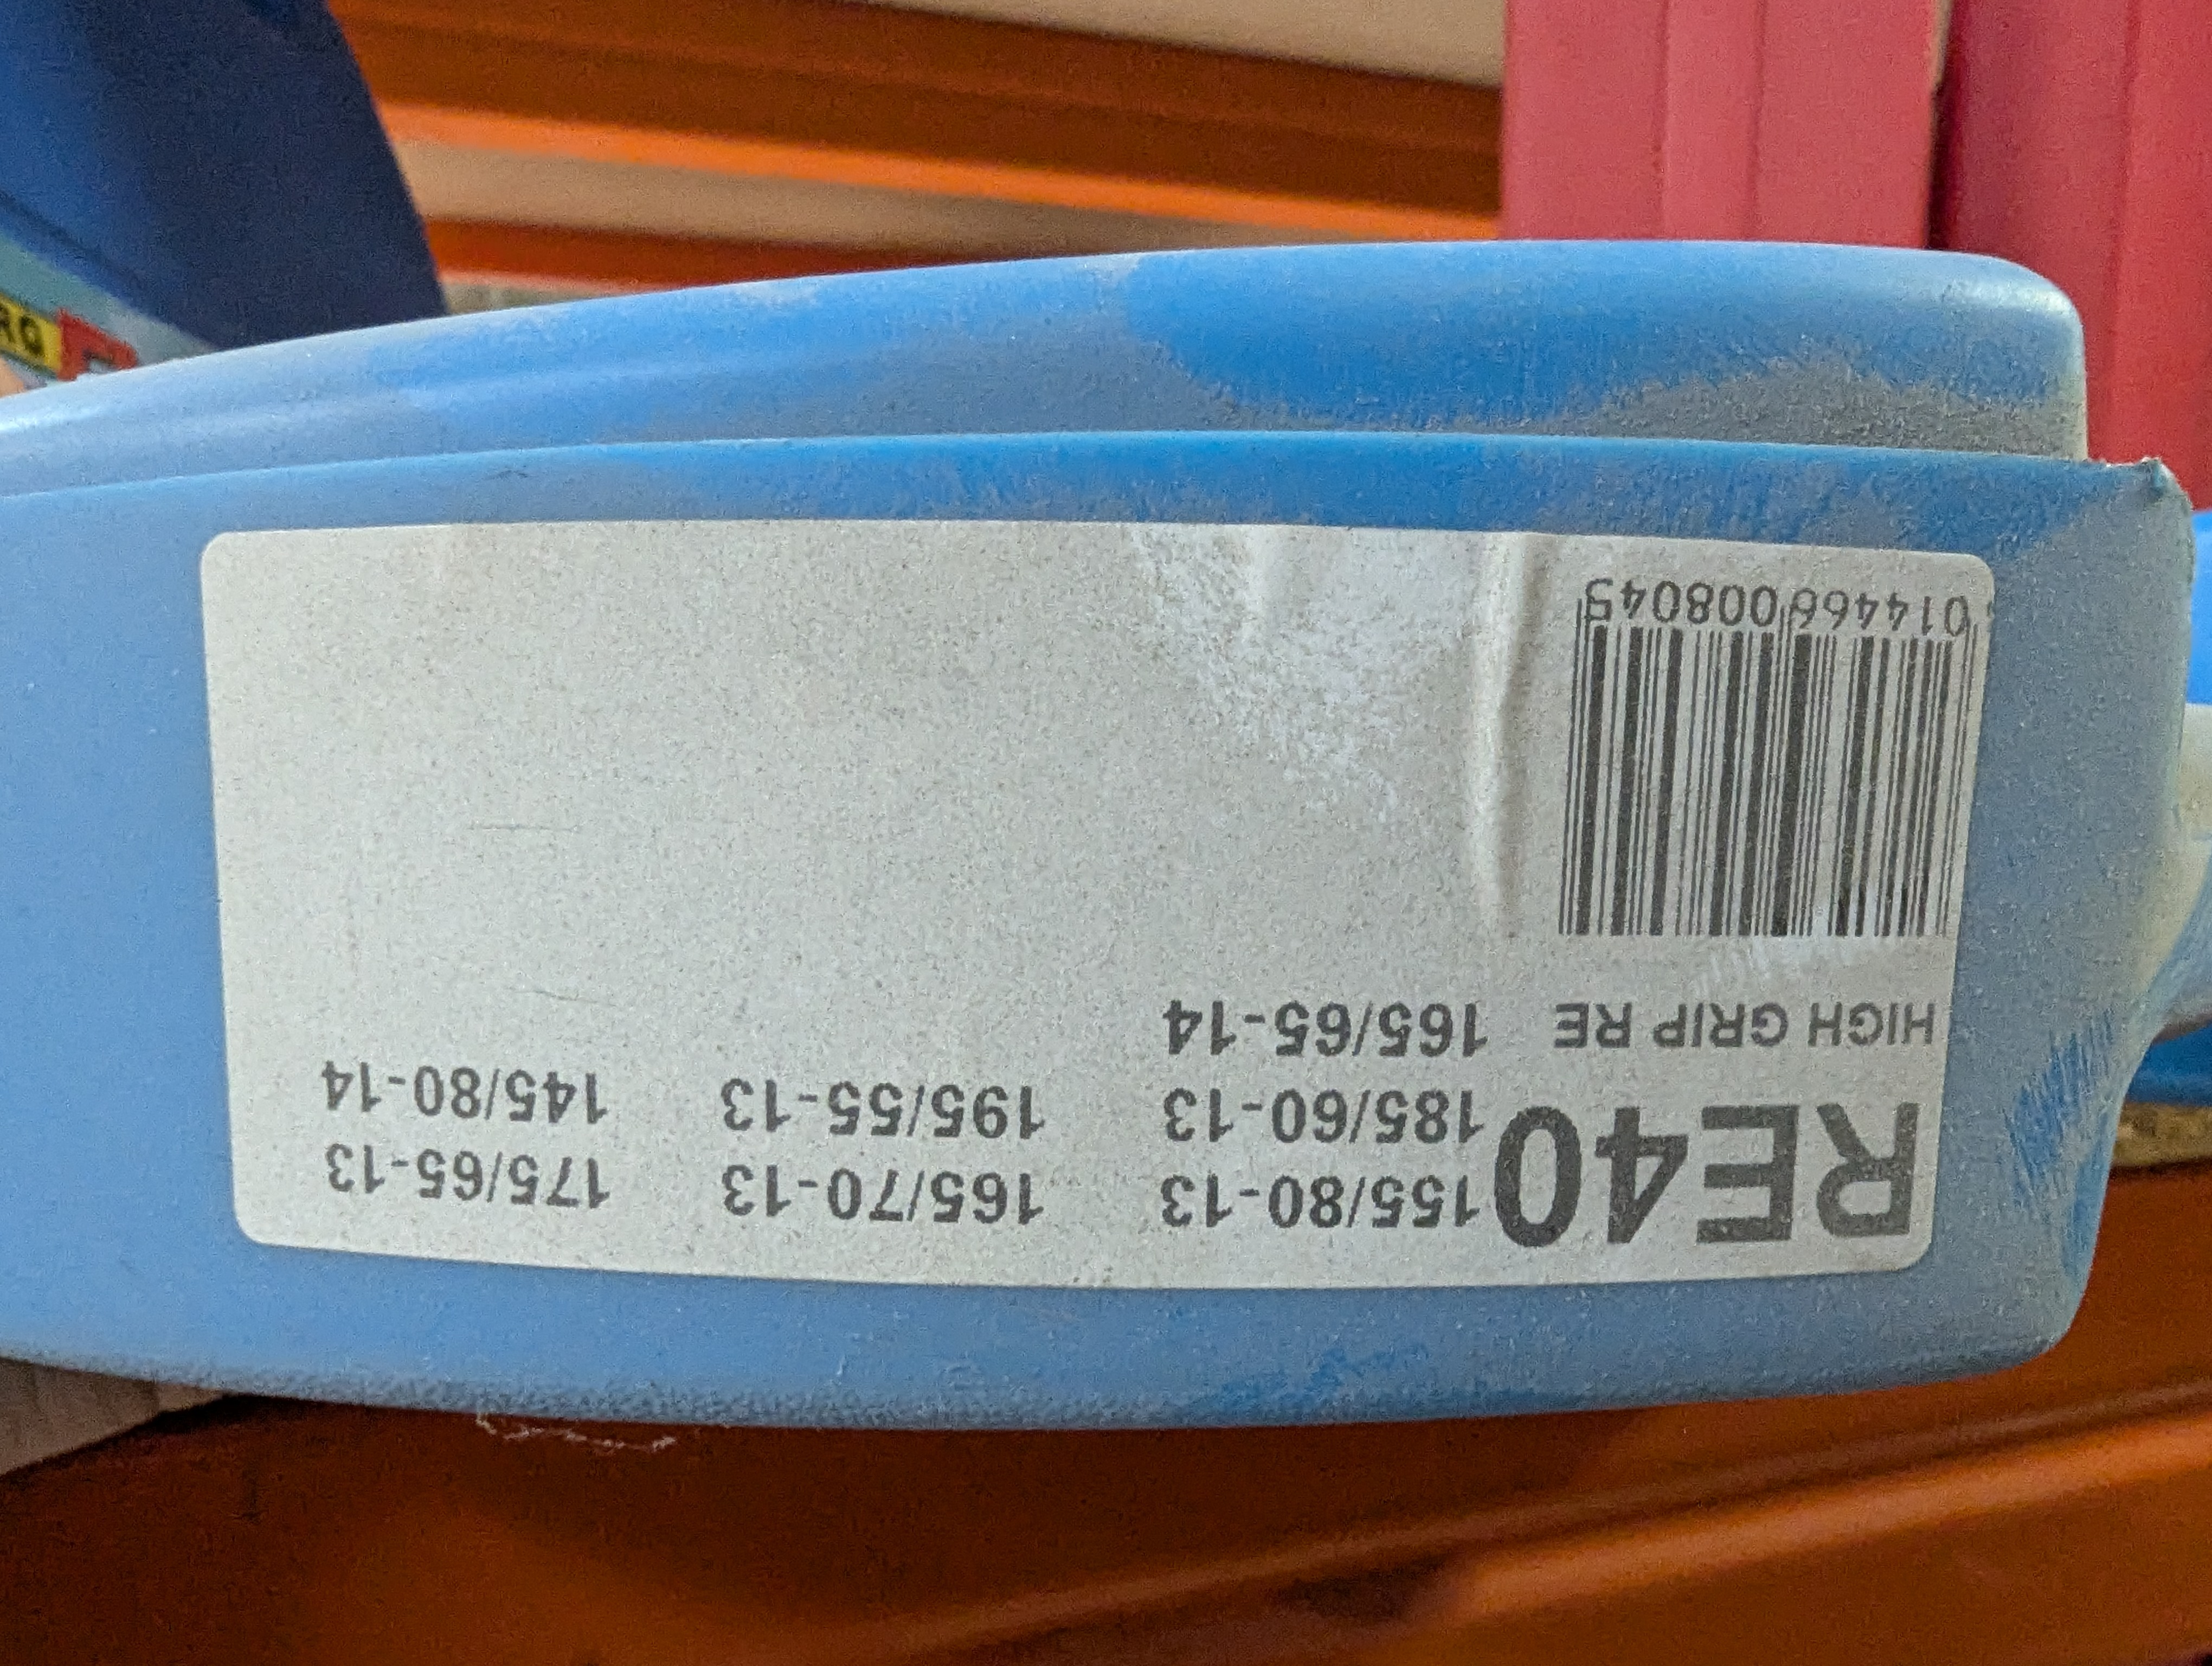 RE40 155/80-13 165/70-13 175/65-13
185/60-13 195/55-13 145/80-14
HIGH GRIP RE 165/65-14
014466008045